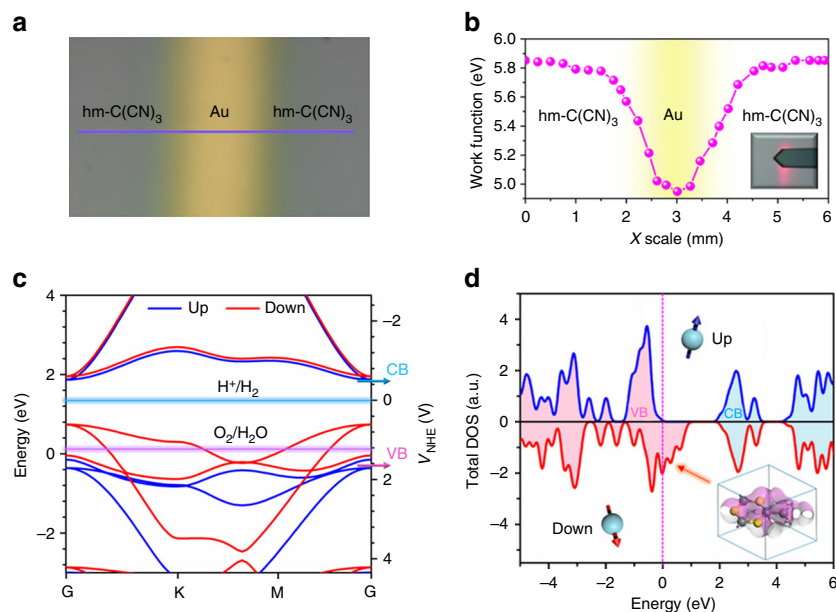 a
hm-C(CN)3 Au hm-C(CN)3
b
6.0
5.8
5.6
5.4
5.2
5.0
Work function (eV)
hm-C(CN)3 Au hm-C(CN)3
0 1 2 3 4 5 6
X scale (mm)
c
4
2
0
−2
Energy (eV)
Up Down
H+/H2
O2/H2O
CB
VB
−2
0
2
4
VNHE (V)
G K M G
d
4
2
0
−2
−4
Total DOS (a.u.)
Up
VB CB
Down
−4 −2 0 2 4 6
Energy (eV)